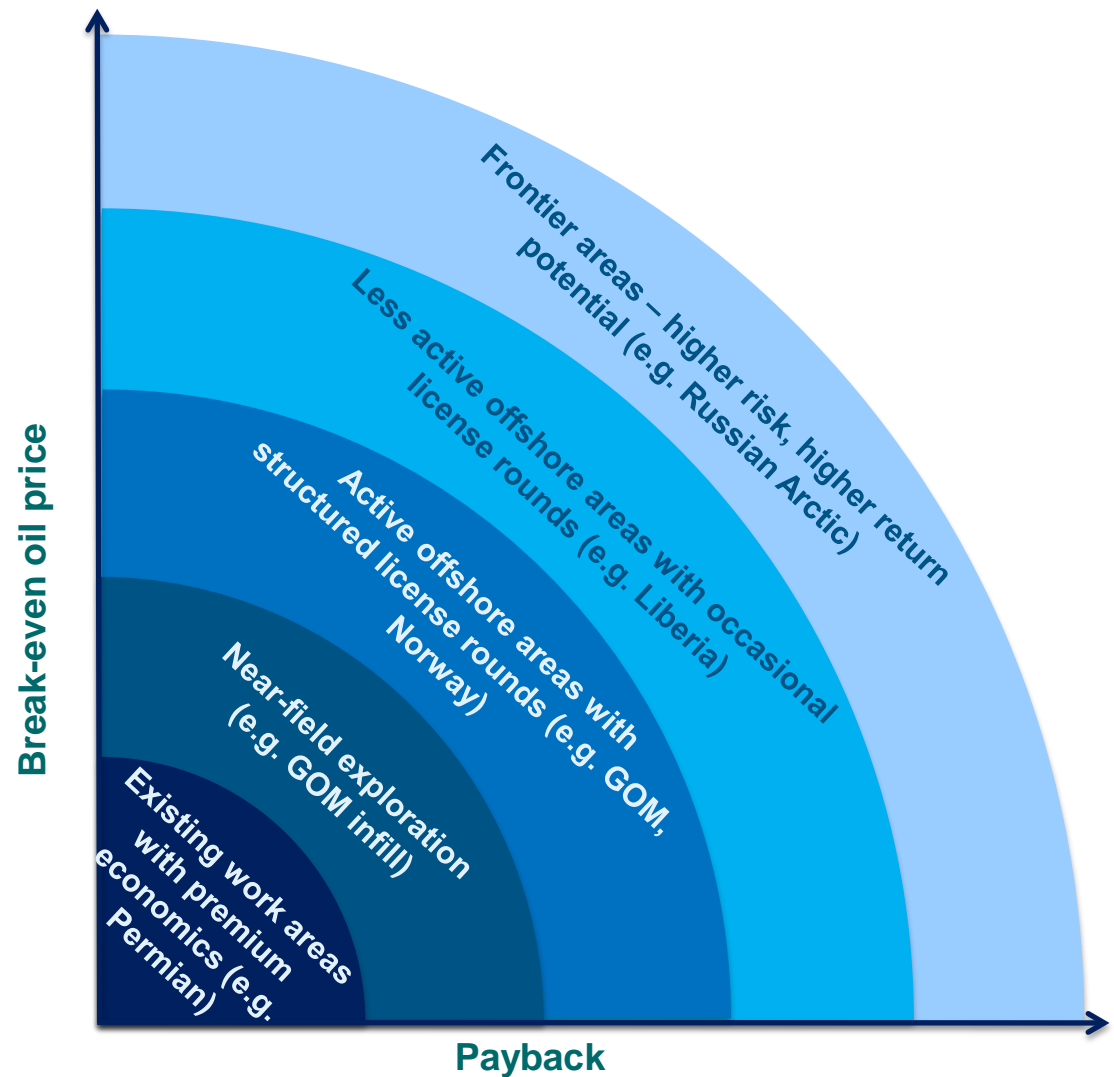 Break-even oil price
Frontier areas – higher risk, higher return
potential (e.g. Russian Arctic)
Less active offshore areas with occasional
license rounds (e.g. Liberia)
Active offshore areas with
structured license rounds (e.g. GOM,
Norway)
Near-field exploration
(e.g. GOM infill)
Existing work areas
with premium
economics (e.g.
Permian)
Payback